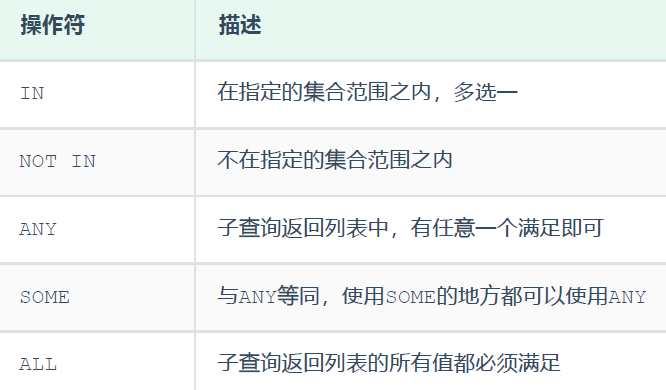 操作符 描述
IN 在指定的集合范围之内，多选一
NOT IN 不在指定的集合范围之内
ANY 子查询返回列表中，有任意一个满足即可
SOME 与ANY等同，使用SOME的地方都可以使用ANY
ALL 子查询返回列表的所有值都必须满足